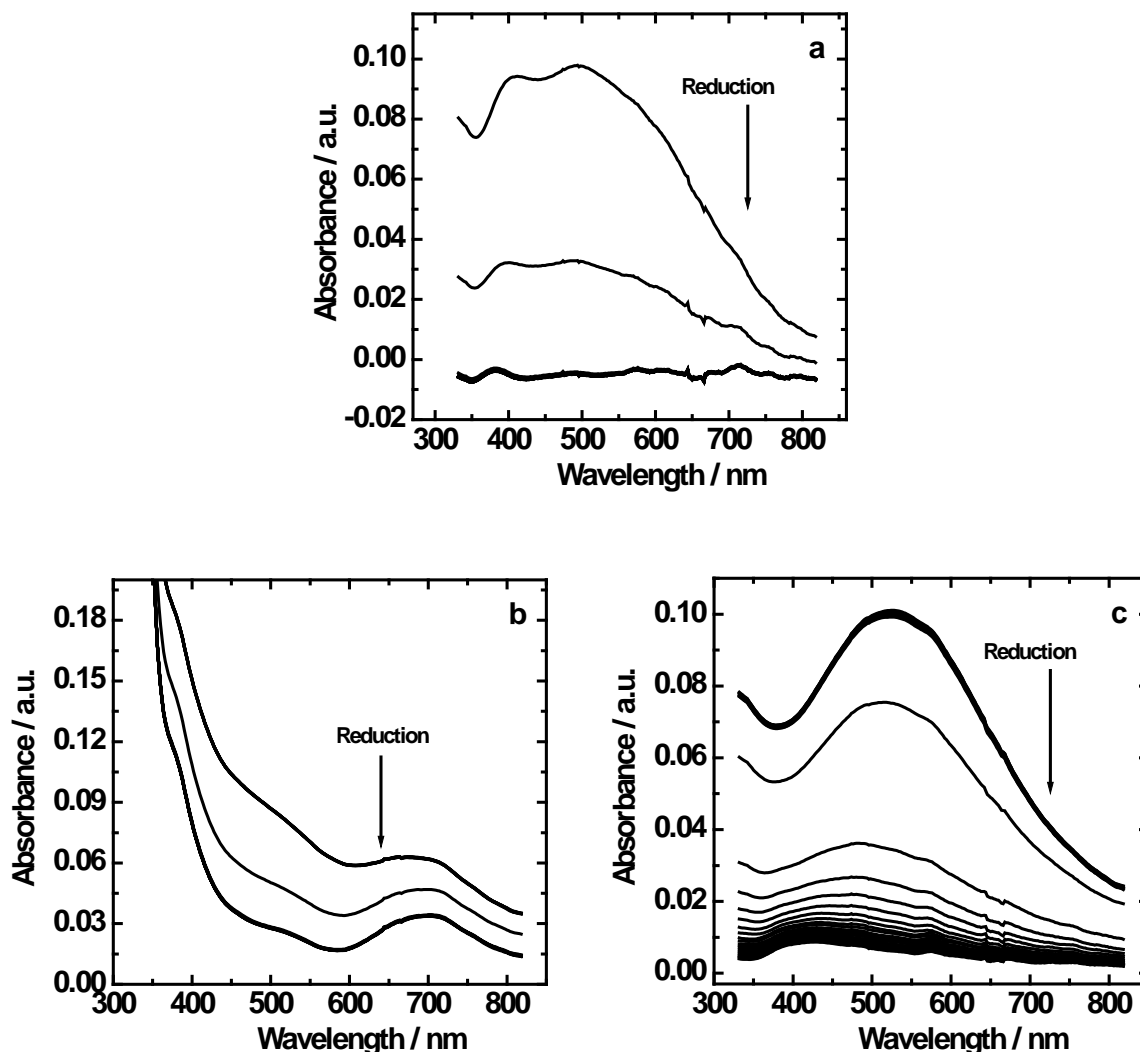 a
0.10
0.08
0.06
0.04
0.02
0.00
-0.02
Absorbance / a.u.
Reduction
300 400 500 600 700 800
Wavelength / nm
b
0.18
0.15
0.12
0.09
0.06
0.03
0.00
Absorbance / a.u.
Reduction
300 400 500 600 700 800
Wavelength / nm
c
0.10
0.08
0.06
0.04
0.02
0.00
Absorbance / a.u.
Reduction
300 400 500 600 700 800
Wavelength / nm